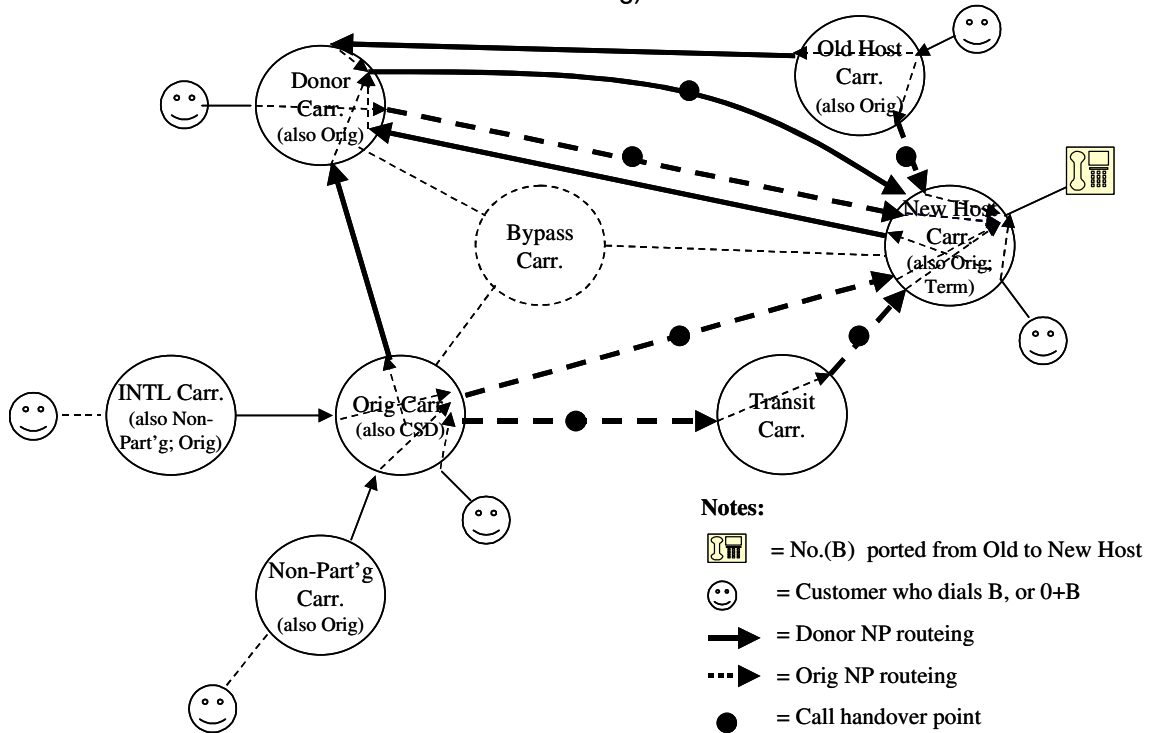 Donor
Carr.
(also Orig)
Old Host
Carr.
(also Orig)
New Host
Carr.
(also Orig;
Term)
Bypass
Carr.
INTL Carr.
(also Non-
Part'g; Orig)
Orig Carr.
(also CSD)
Transit
Carr.
Non-Part'g
Carr.
(also Orig)
Notes:
= No.(B) ported from Old to New Host
= Customer who dials B, or 0+B
= Donor NP routeing
= Orig NP routeing
= Call handover point